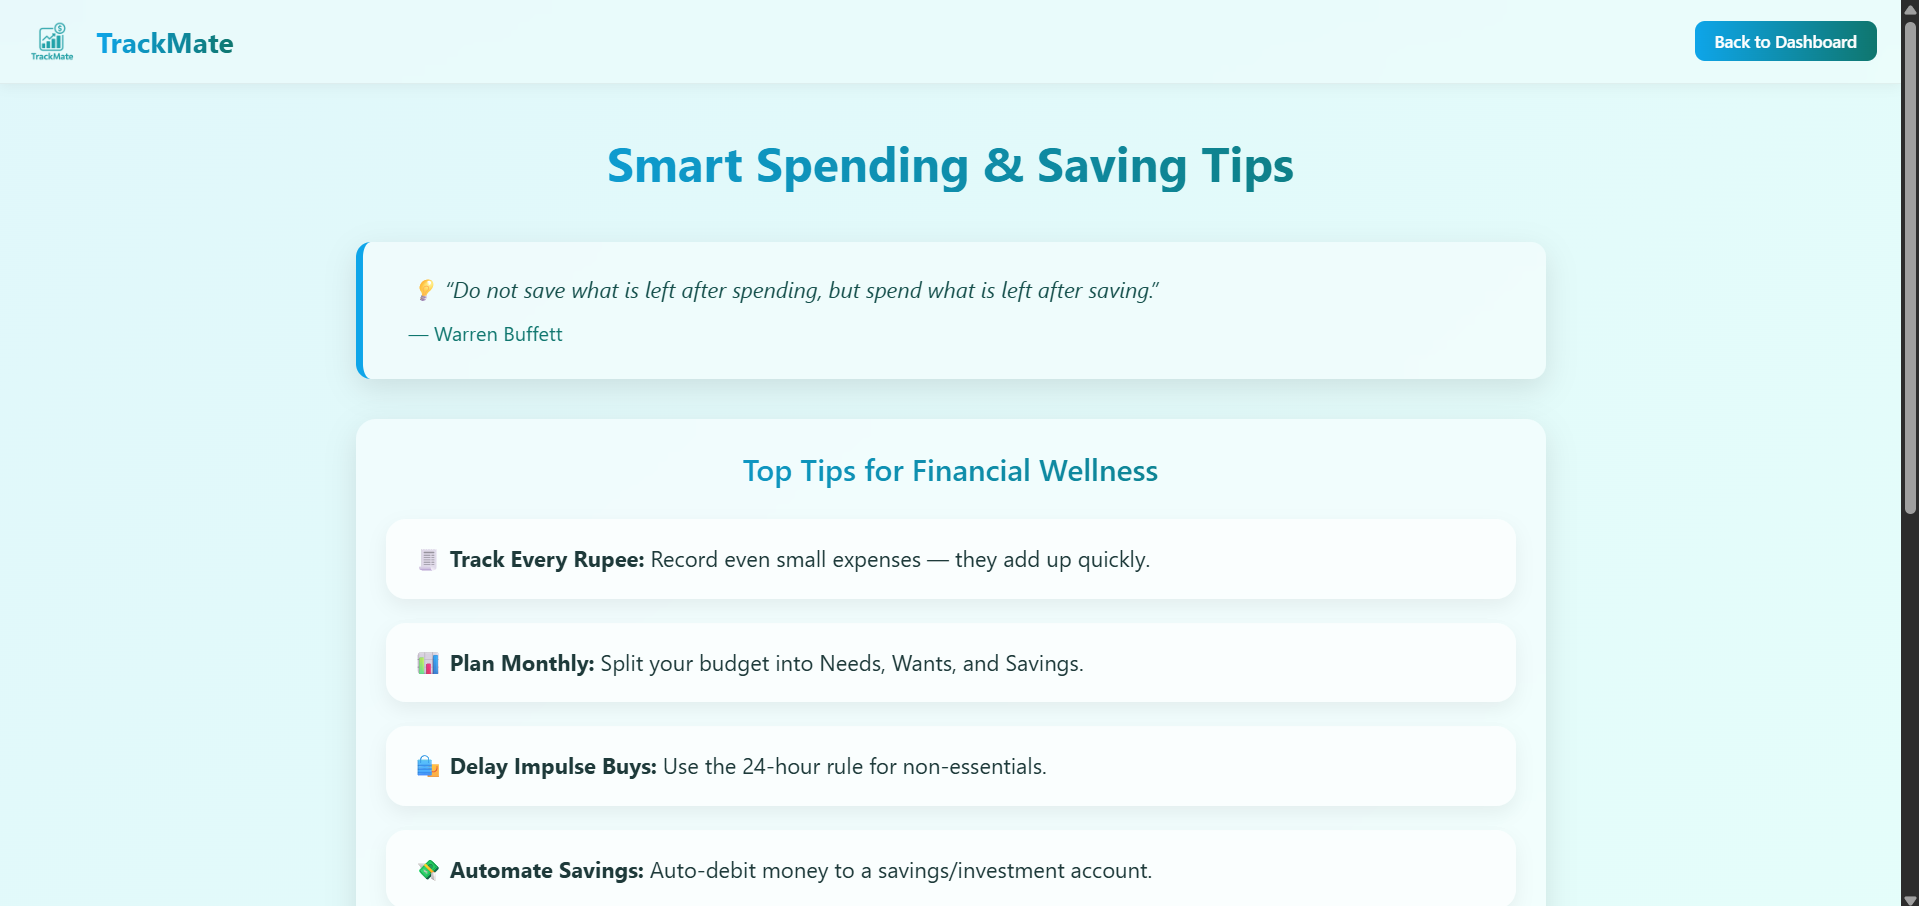 TrackMate
TrackMate
Back to Dashboard
Smart Spending & Saving Tips
💡 “Do not save what is left after spending, but spend what is left after saving.”
— Warren Buffett
Top Tips for Financial Wellness
🧾 Track Every Rupee: Record even small expenses — they add up quickly.
📊 Plan Monthly: Split your budget into Needs, Wants, and Savings.
🛍️ Delay Impulse Buys: Use the 24-hour rule for non-essentials.
💸 Automate Savings: Auto-debit money to a savings/investment account.